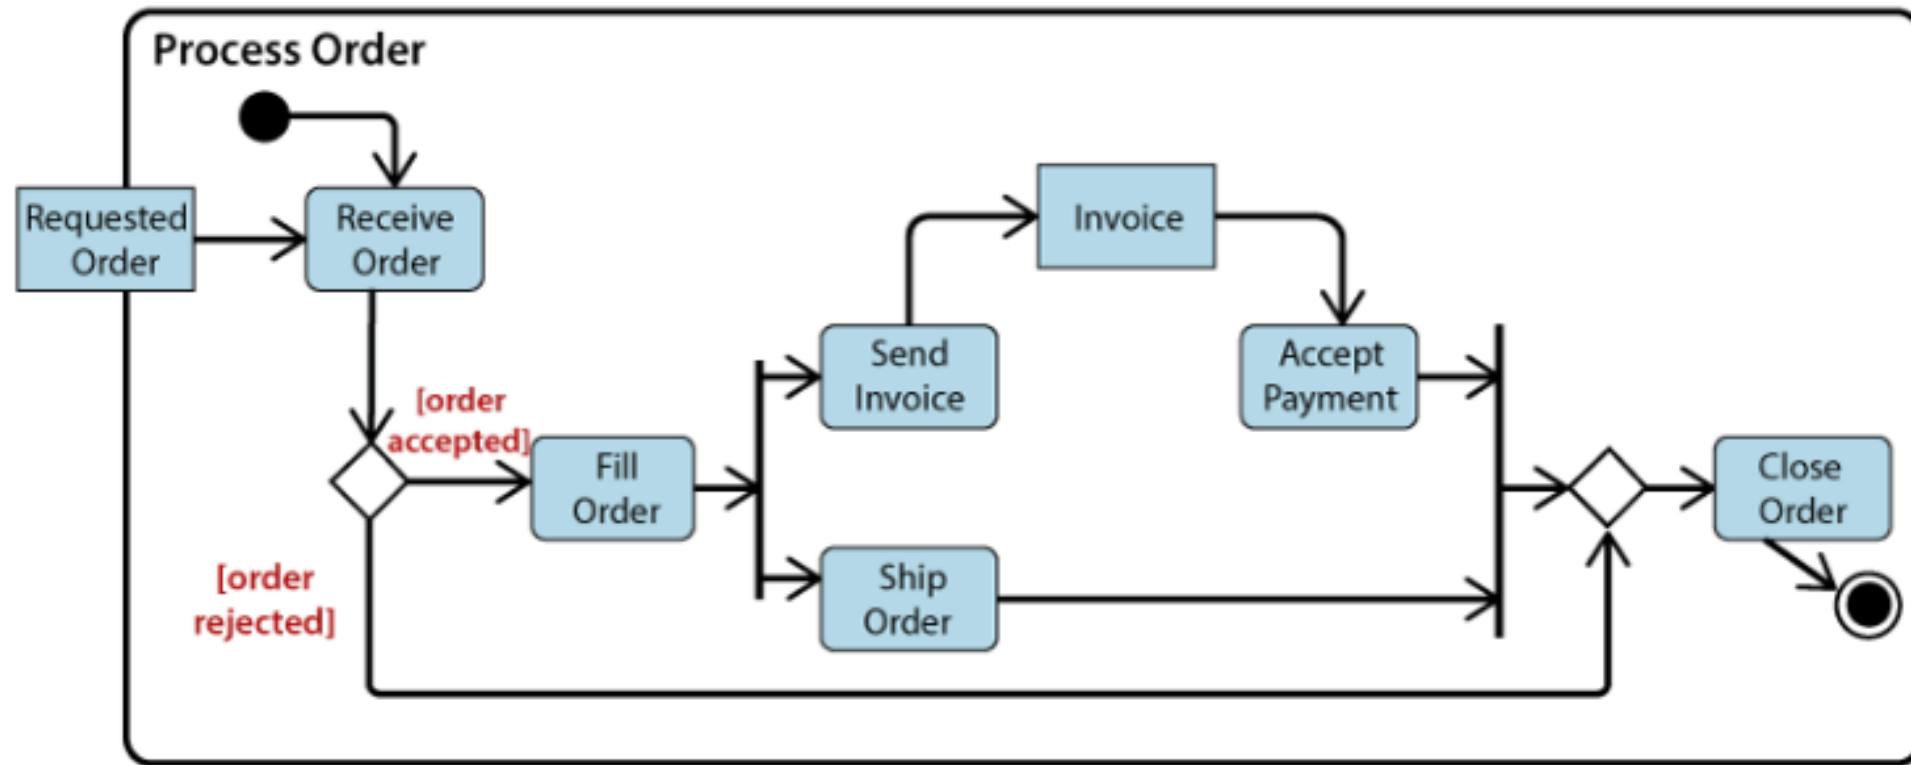 Process Order
Requested
Order
Receive
Order
Invoice
Send
Invoice
Accept
Payment
[order
accepted]
Fill
Order
Close
Order
Ship
Order
[order
rejected]